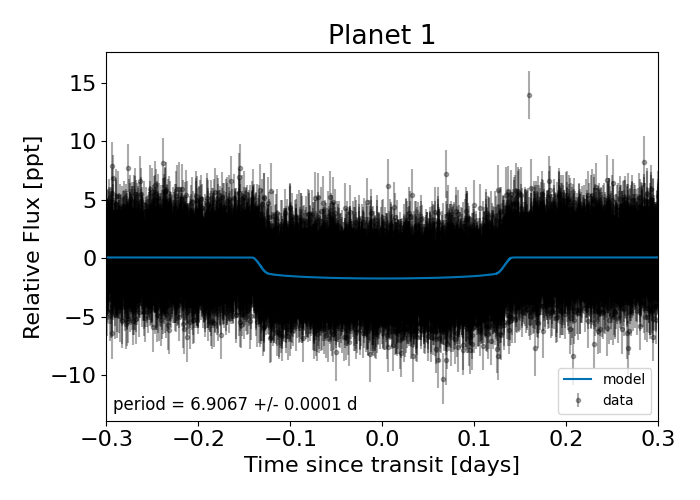 Planet 1
Relative Flux [ppt]
15
10
5
0
−5
−10
period = 6.9067 +/- 0.0001 d
model
data
−0.3 −0.2 −0.1 0.0 0.1 0.2 0.3
Time since transit [days]